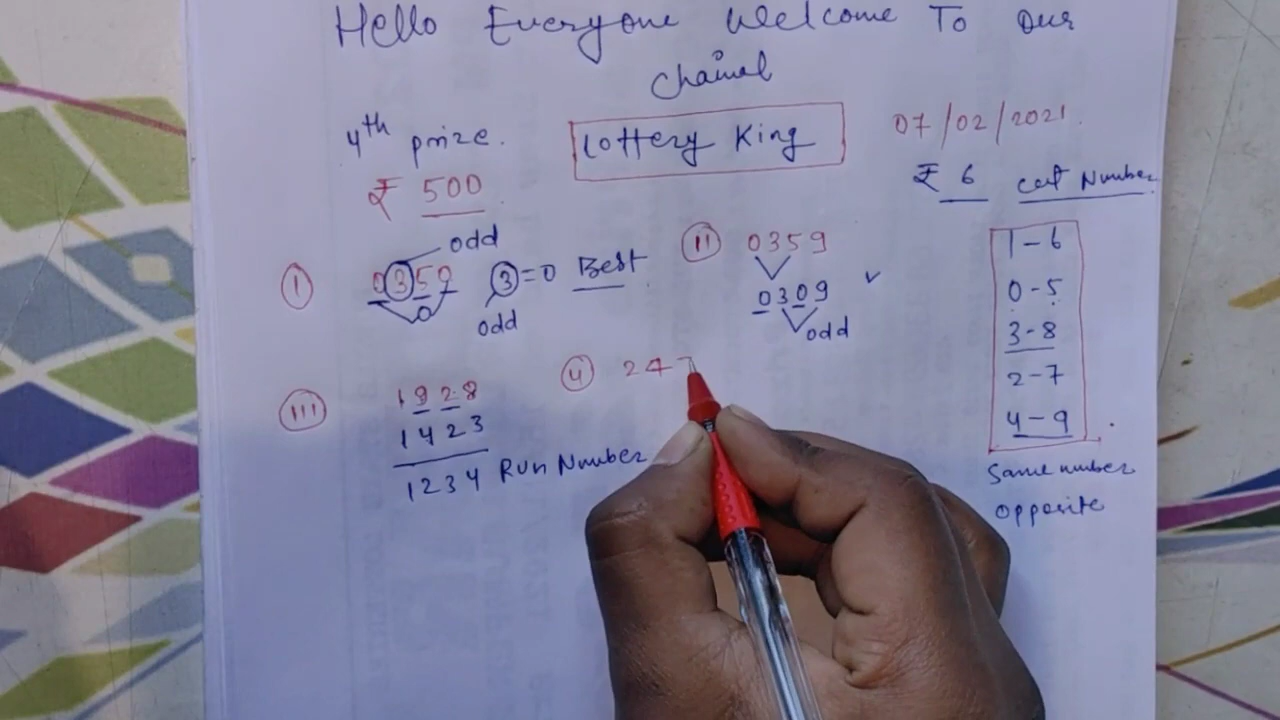 Hello Everyone Welcome To Our
Chainal
4th prize.
Lottery King
07/02/2021.
₹ 500
₹ 6 cut Number
odd
I 0359 3=0 Best
0
odd
II 0359
0309 ✓
odd
1-6
0-5
3-8
2-7
4-9
Same number
opposite
III 1928
1423
1234 Run Number
4 247